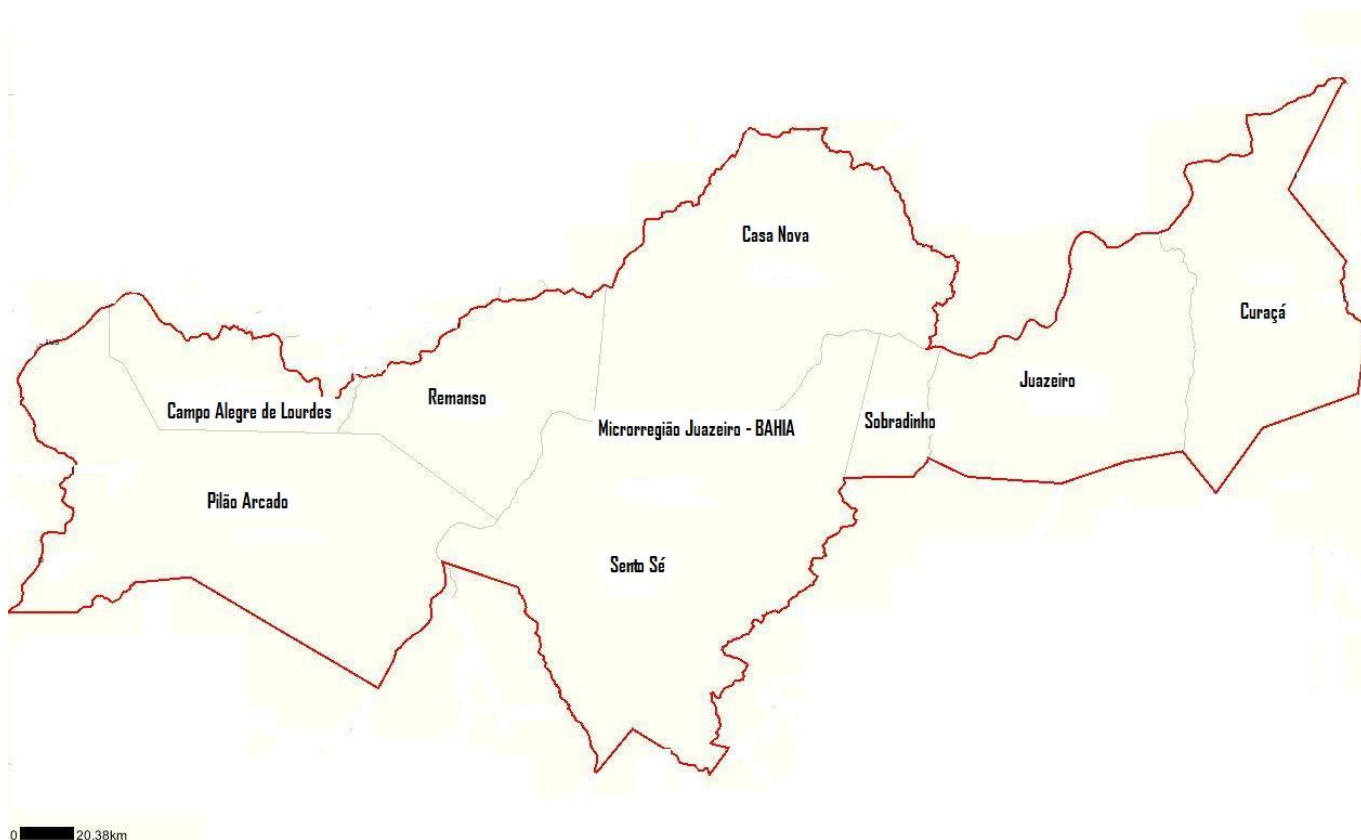 Casa Nova
Curaçá
Juazeiro
Remanso
Campo Alegre de Lourdes
Microrregião Juazeiro - BAHIA
Sobradinho
Pilão Arcado
Sento Sé
0 20.38km